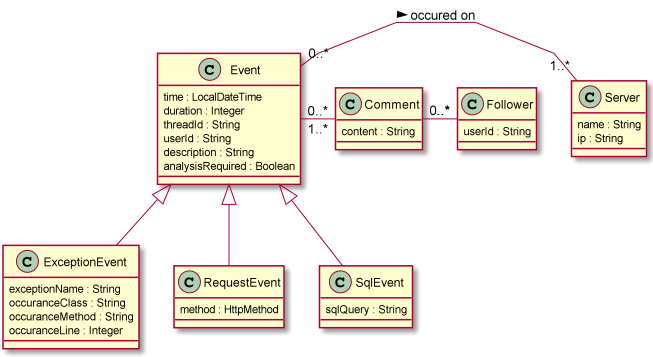 ► occured on
0..*
1..*
C Event
time : LocalDateTime
duration : Integer
threadId : String
userId : String
description : String
analysisRequired : Boolean
0..*
1..*
C Comment
content : String
0..*
C Follower
userId : String
C Server
name : String
ip : String
C ExceptionEvent
exceptionName : String
occuranceClass : String
occuranceMethod : String
occuranceLine : Integer
C RequestEvent
method : HttpMethod
C SqlEvent
sqlQuery : String